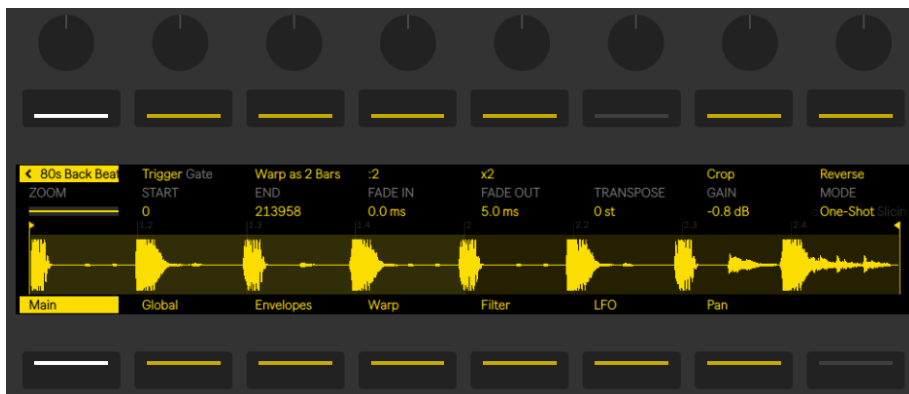 < 80s Back Beat Trigger Gate Warp as 2 Bars :2 x2 Crop Reverse
ZOOM START END FADE IN FADE OUT TRANSPOSE GAIN MODE
0 213958 0.0 ms 5.0 ms 0 st -0.8 dB One-Shot Slicin
1.2 1.3 1.4 2 2.2 2.3 2.4
Main Global Envelopes Warp Filter LFO Pan